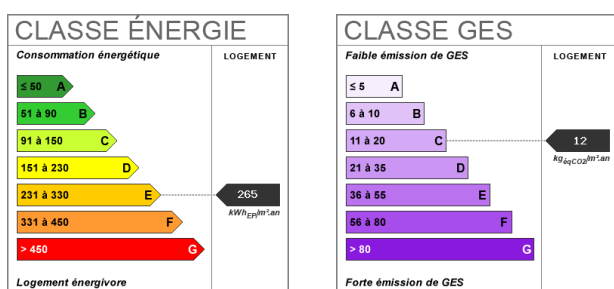 CLASSE ÉNERGIE
Consommation énergétique
LOGEMENT
≤ 50 A
51 à 90 B
91 à 150 C
151 à 230 D
231 à 330 E
265
kWhEP/m².an
331 à 450 F
> 450 G
Logement énergivore
CLASSE GES
Faible émission de GES
LOGEMENT
≤ 5 A
6 à 10 B
11 à 20 C
12
kgéqCO2/m².an
21 à 35 D
36 à 55 E
56 à 80 F
> 80 G
Forte émission de GES